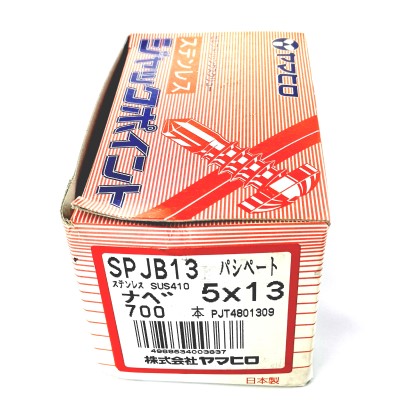 ヤマヒロ
ステンレス
ジャックポイント
SPJB13 パシペート
ステンレス SUS410
ナベ 5x13
700 本 PJT4801309
株式会社ヤマヒロ
日本製